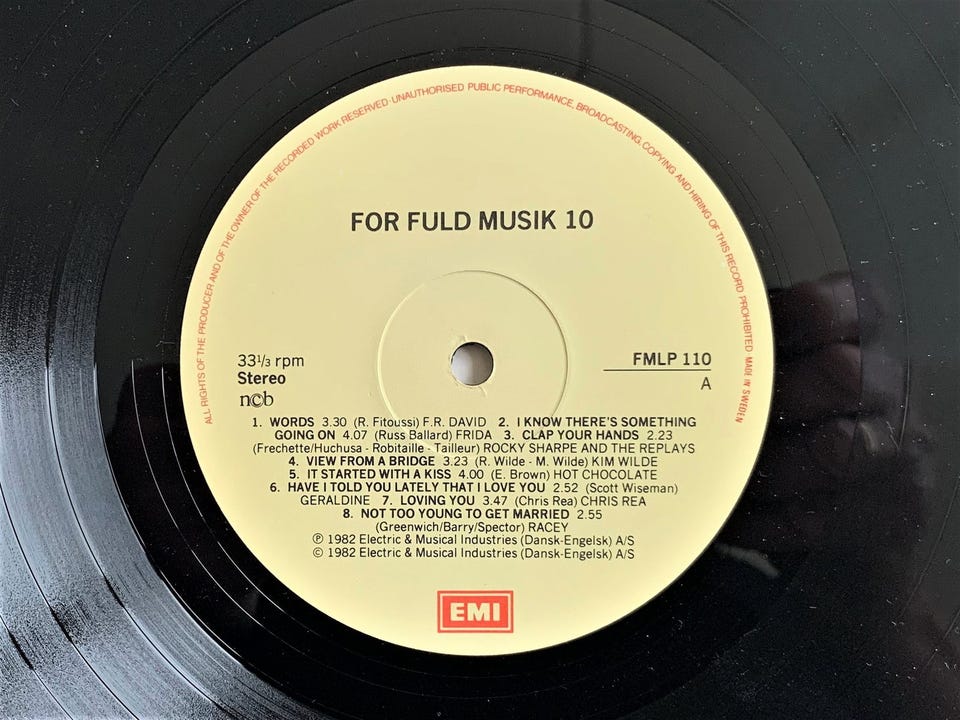 ALL RIGHTS OF THE PRODUCER AND OF THE OWNER OF THE RECORDED WORK RESERVED·UNAUTHORISED PUBLIC PERFORMANCE, BROADCASTING, COPYING AND HIRING OF THIS RECORD PROHIBITED·MADE IN SWEDEN
FOR FULD MUSIK 10
33⅓ rpm
Stereo
n©b
FMLP 110
A
1. WORDS 3.30 (R. Fitoussi) F.R. DAVID 2. I KNOW THERE'S SOMETHING
GOING ON 4.07 (Russ Ballard) FRIDA 3. CLAP YOUR HANDS 2.23
(Frechette/Huchusa - Robitaille - Tailleur) ROCKY SHARPE AND THE REPLAYS
4. VIEW FROM A BRIDGE 3.23 (R. Wilde - M. Wilde) KIM WILDE
5. IT STARTED WITH A KISS 4.00 (E. Brown) HOT CHOCOLATE
6. HAVE I TOLD YOU LATELY THAT I LOVE YOU 2.52 (Scott Wiseman)
GERALDINE 7. LOVING YOU 3.47 (Chris Rea) CHRIS REA
8. NOT TOO YOUNG TO GET MARRIED 2.55
(Greenwich/Barry/Spector) RACEY
℗ 1982 Electric & Musical Industries (Dansk-Engelsk) A/S
© 1982 Electric & Musical Industries (Dansk-Engelsk) A/S
EMI